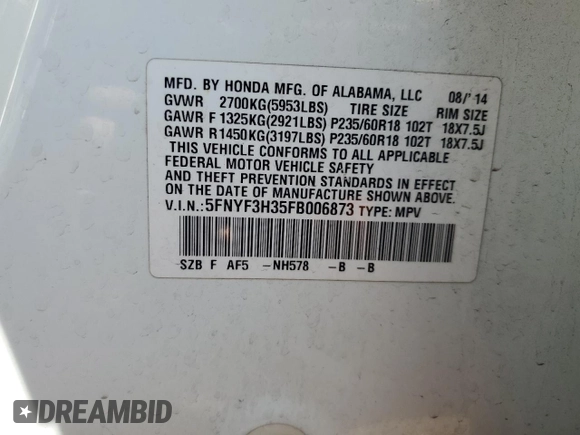 MFD. BY HONDA MFG. OF ALABAMA, LLC 08/'14
GVWR 2700KG(5953LBS) TIRE SIZE RIM SIZE
GAWR F 1325KG(2921LBS) P235/60R18 102T 18X7.5J
GAWR R1450KG(3197LBS) P235/60R18 102T 18X7.5J
THIS VEHICLE CONFORMS TO ALL APPLICABLE
FEDERAL MOTOR VEHICLE SAFETY
AND THEFT PREVENTION STANDARDS IN EFFECT
ON THE DATE OF MANUFACTURE SHOWN ABOVE.
V.I.N.:5FNYF3H35FB006873 TYPE: MPV
SZB F AF5 -NH578 -B -B
DREAMBID